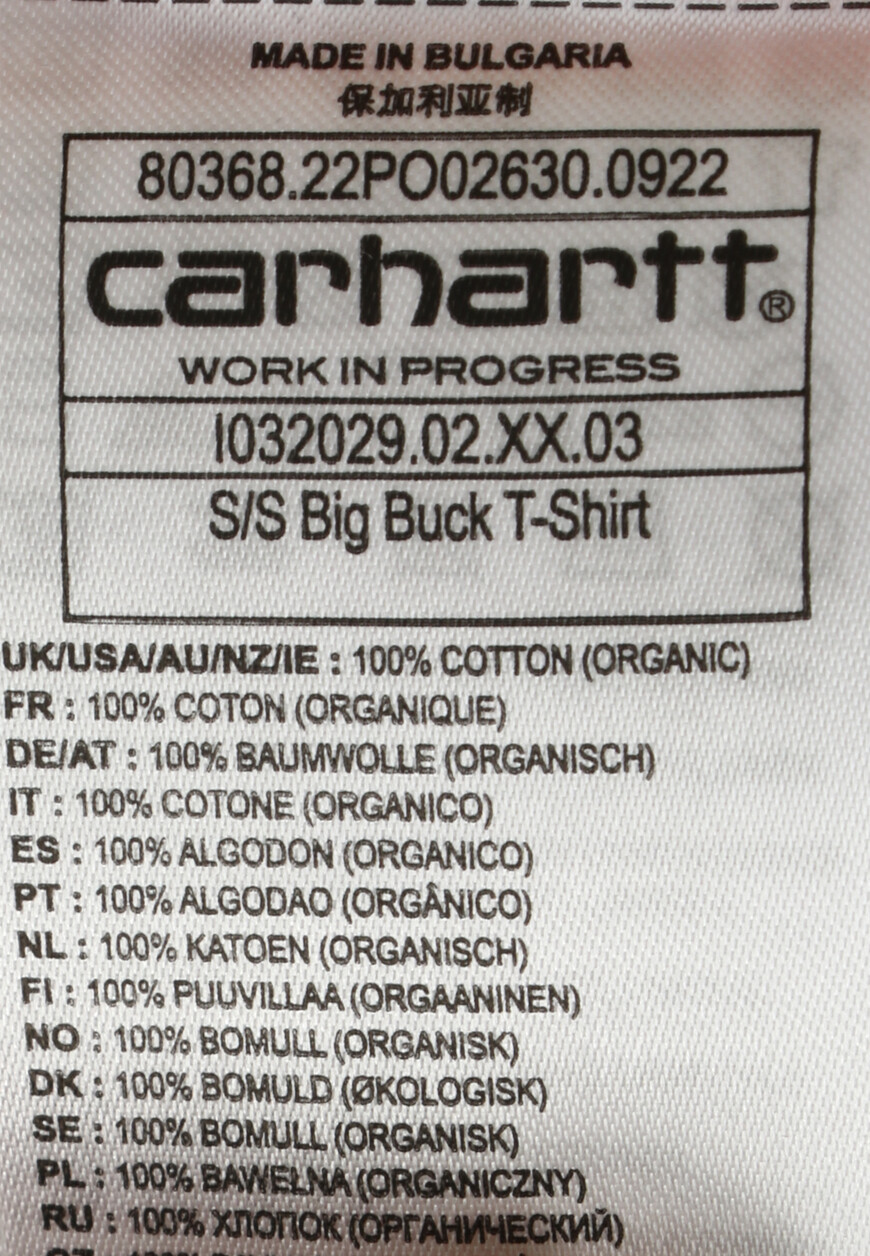 MADE IN BULGARIA
保加利亚制
80368.22PO02630.0922
carhartt®
WORK IN PROGRESS
I032029.02.XX.03
S/S Big Buck T-Shirt
UK/USA/AU/NZ/IE : 100% COTTON (ORGANIC)
FR : 100% COTON (ORGANIQUE)
DE/AT : 100% BAUMWOLLE (ORGANISCH)
IT : 100% COTONE (ORGANICO)
ES : 100% ALGODON (ORGANICO)
PT : 100% ALGODAO (ORGÂNICO)
NL : 100% KATOEN (ORGANISCH)
FI : 100% PUUVILLAA (ORGAANINEN)
NO : 100% BOMULL (ORGANISK)
DK : 100% BOMULD (ØKOLOGISK)
SE : 100% BOMULL (ORGANISK)
PL : 100% BAWEŁNA (ORGANICZNY)
RU : 100% ХЛОПОК (ОРГАНИЧЕСКИЙ)